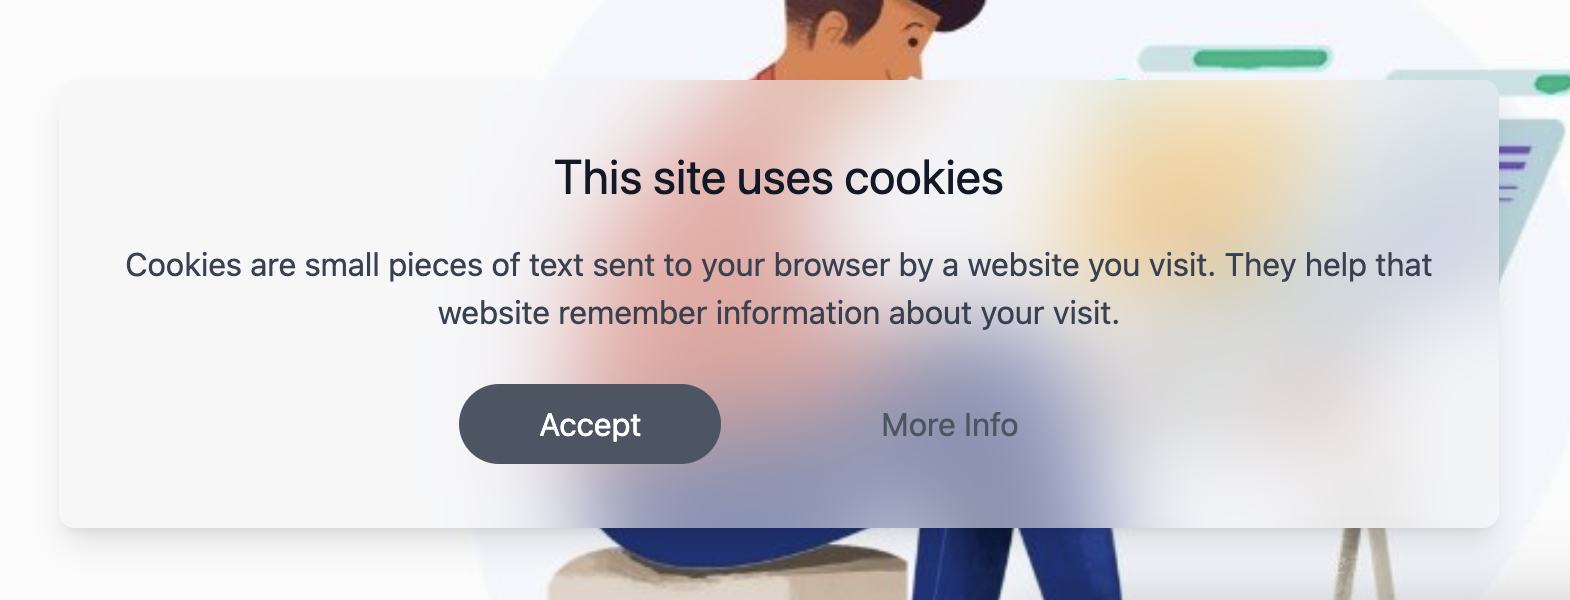 This site uses cookies
Cookies are small pieces of text sent to your browser by a website you visit. They help that
website remember information about your visit.
Accept
More Info